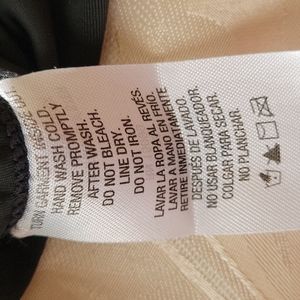 TURN GARMENT INSIDE OUT.
HAND WASH COLD.
REMOVE PROMPTLY
AFTER WASH.
DO NOT BLEACH.
LINE DRY.
DO NOT IRON.
LAVAR LA ROPA AL REVÉS.
LAVAR A MANO EN FRIO.
RETIRE INMEDIATAMENTE
DESPUÉS DE LAVADER.
NO USAR BLANQUEADOR.
COLGAR PARA SECAR.
NO PLANCHAR.